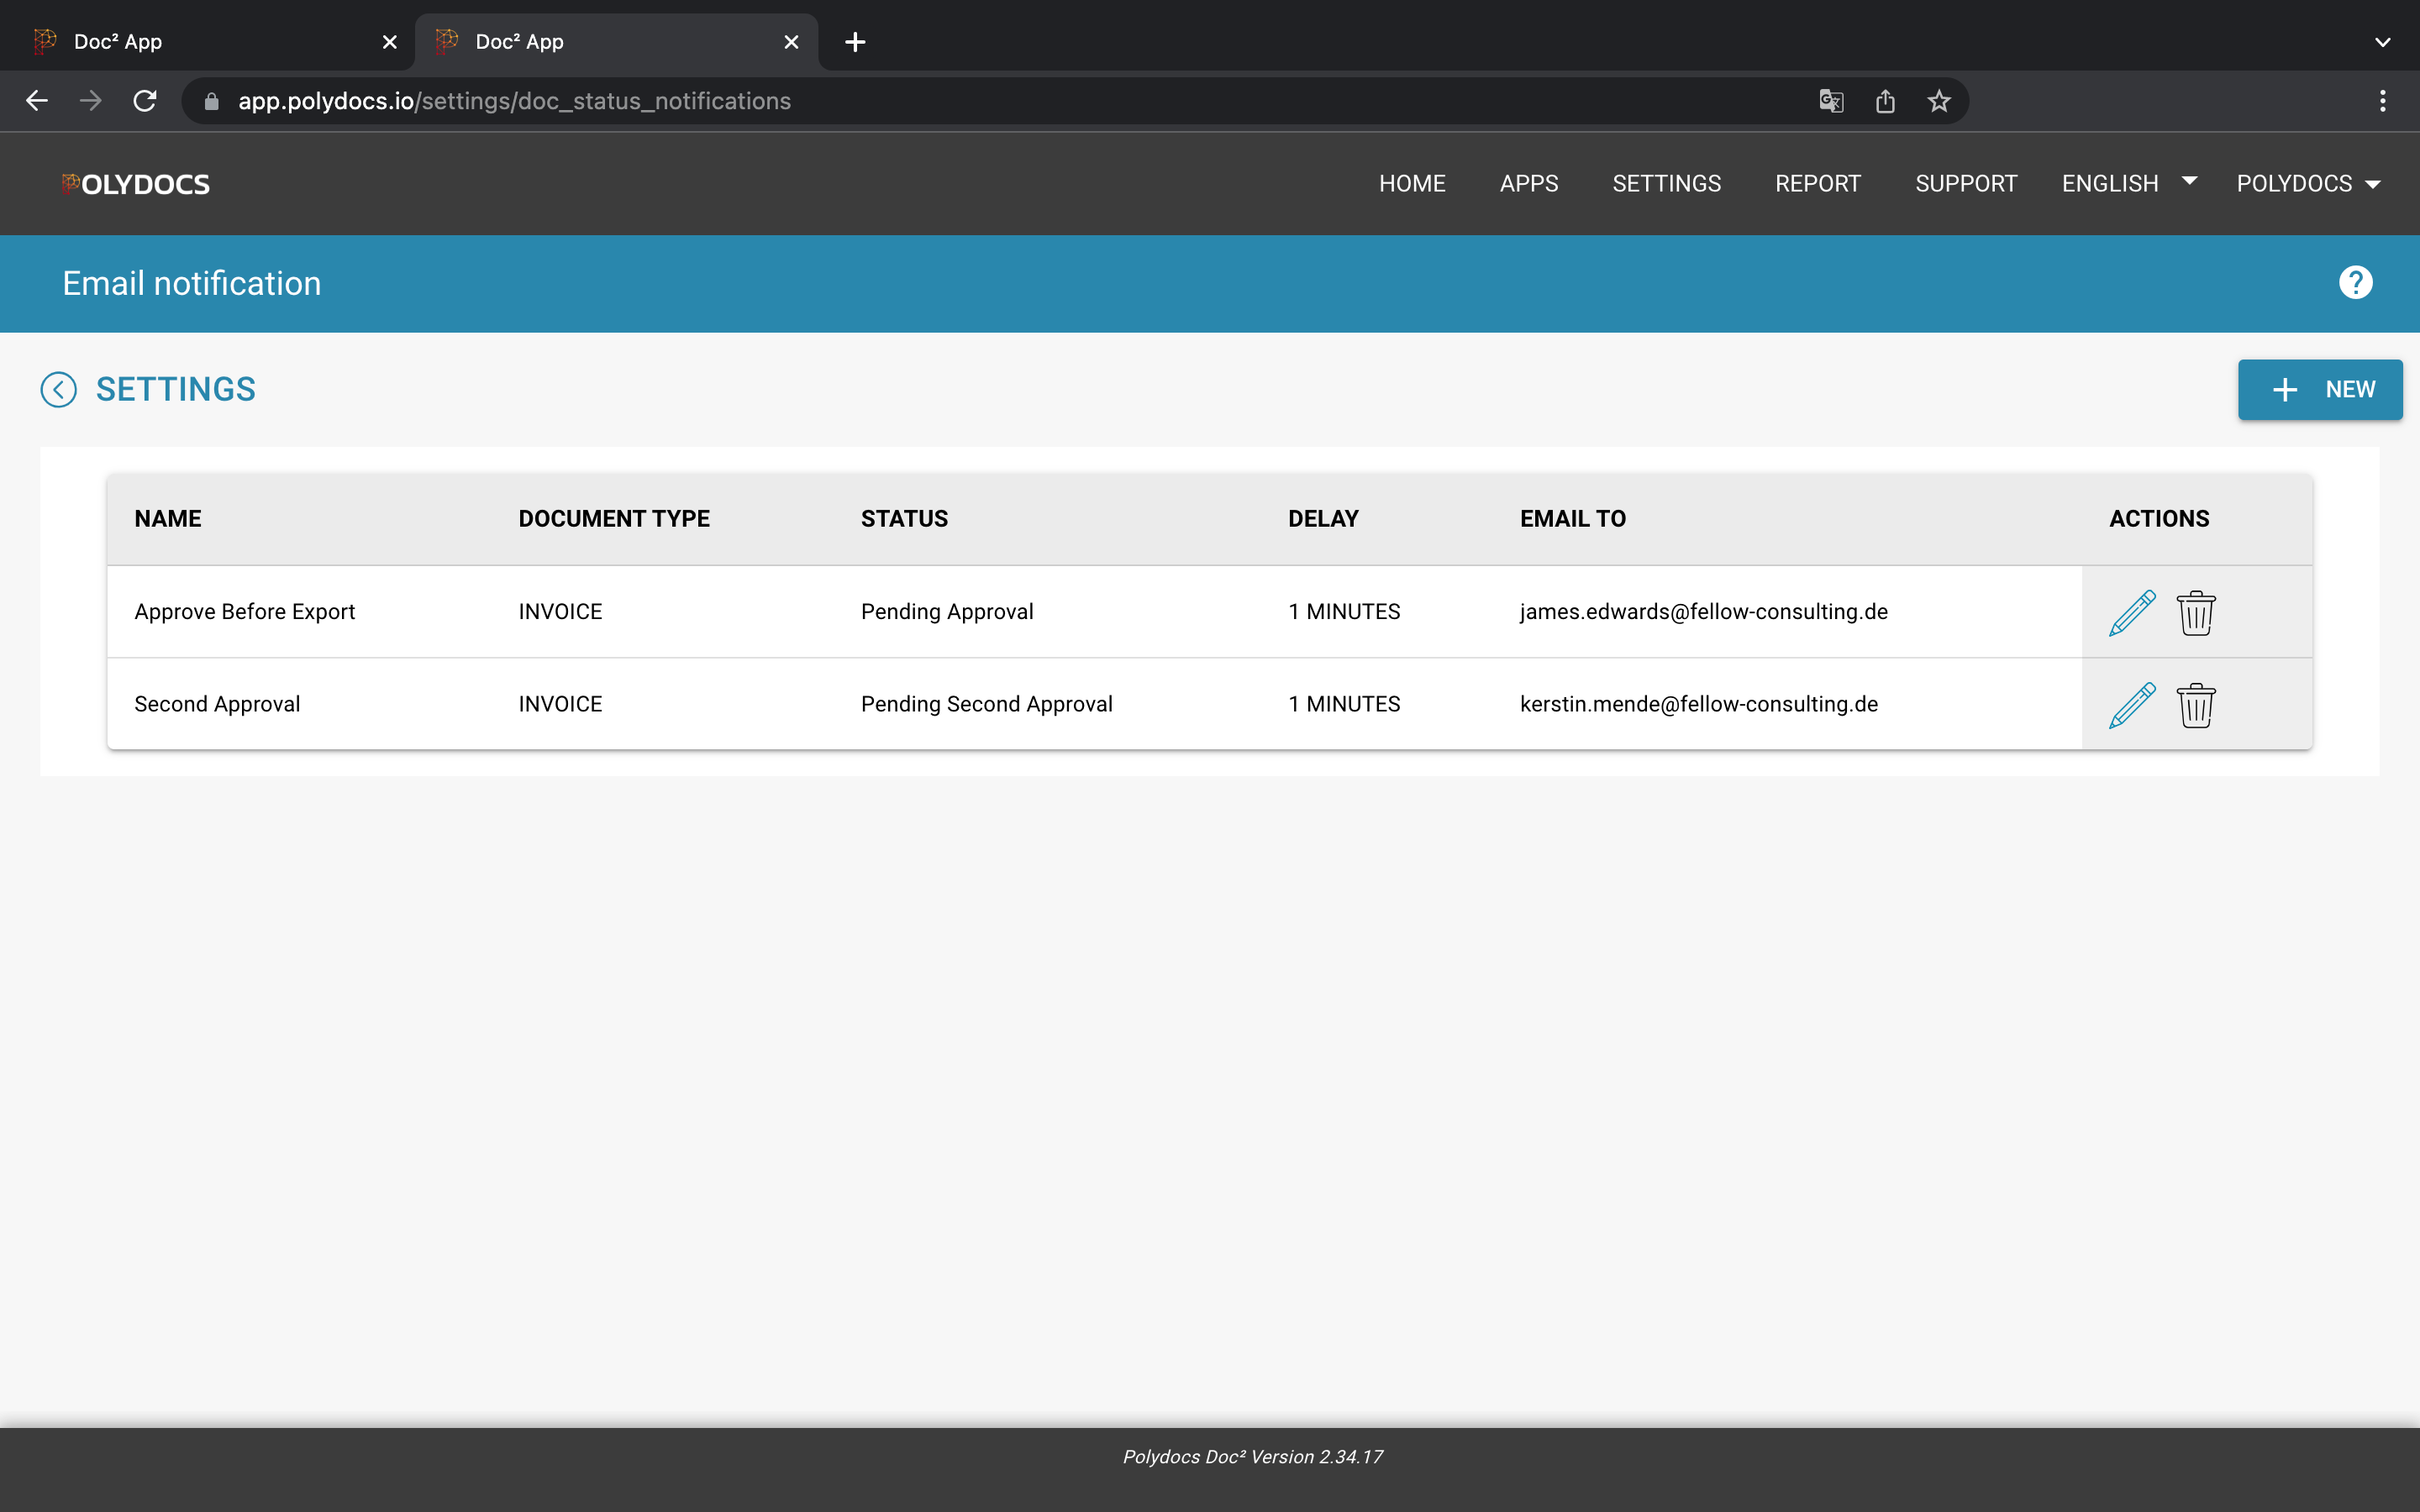 Doc² App
Doc² App
app.polydocs.io/settings/doc_status_notifications
POLYDOCS
HOME APPS SETTINGS REPORT SUPPORT ENGLISH POLYDOCS
Email notification
SETTINGS
NEW
NAME DOCUMENT TYPE STATUS DELAY EMAIL TO ACTIONS
Approve Before Export INVOICE Pending Approval 1 MINUTES james.edwards@fellow-consulting.de
Second Approval INVOICE Pending Second Approval 1 MINUTES kerstin.mende@fellow-consulting.de
Polydocs Doc² Version 2.34.17